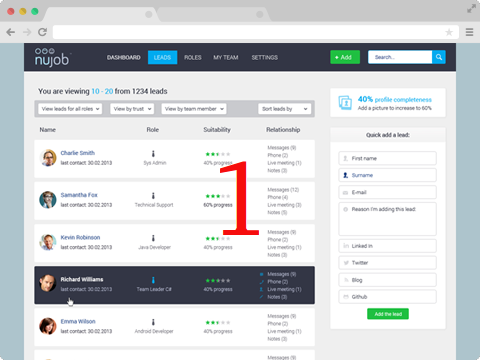 nujob
DASHBOARD
LEADS
ROLES
MY TEAM
SETTINGS
+ Add
Search..
You are viewing 10 - 20 from 1234 leads
View leads for all roles
View by trust
View by team member
Sort leads by
Name
Role
Suitability
Relationship
Charlie Smith
last contact: 30.02.2013
Sys Admin
40% progress
Messages (9)
Phone (2)
Live meeting (1)
Notes (3)
Samantha Fox
last contact: 30.02.2013
Technical Support
60% progress
Messages (12)
Phone (4)
Live meeting (1)
Notes (5)
Kevin Robinson
last contact: 30.02.2013
Java Developer
40% progress
Messages (9)
Phone (2)
Live meeting (1)
Notes (3)
Richard Williams
last contact: 30.02.2013
Team Leader C#
40% progress
Messages (9)
Phone (2)
Live meeting (1)
Notes (3)
Emma Wilson
last contact: 30.02.2013
Android Developer
40% progress
Messages (9)
Phone (2)
Live meeting (1)
Notes (3)
1
40% profile completeness
Add a picture to increase to 60%
Quick add a lead:
First name
Surname
E-mail
Reason I'm adding this lead:
Linked in
Twitter
Blog
Github
Add the lead